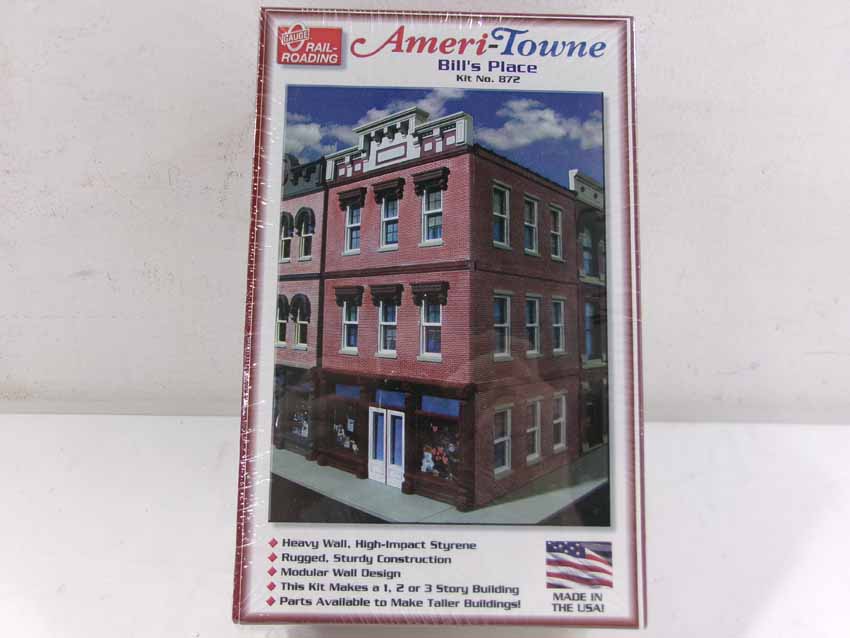 GAUGE
RAIL-
ROADING
Ameri-Towne
Bill's Place
Kit No. 872
Heavy Wall, High-Impact Styrene
Rugged, Sturdy Construction
Modular Wall Design
This Kit Makes a 1, 2 or 3 Story Building
Parts Available to Make Taller Buildings!
MADE IN
THE USA!